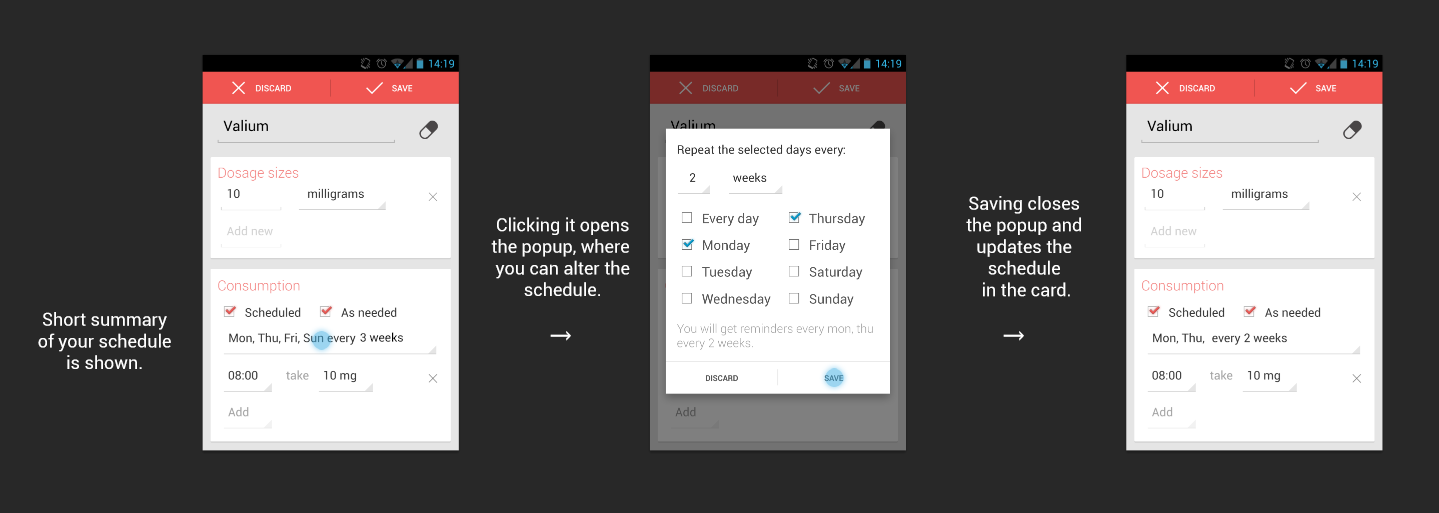 Short summary
of your schedule
is shown.
14:19
DISCARD SAVE
Valium
Dosage sizes
10 milligrams
Add new
Consumption
Scheduled As needed
Mon, Thu, Fri, Sun every 3 weeks
08:00 take 10 mg
Add
Clicking it opens
the popup, where
you can alter the
schedule.
→
14:19
DISCARD SAVE
Valium
Repeat the selected days every:
2 weeks
Every day Thursday
Monday Friday
Tuesday Saturday
Wednesday Sunday
You will get reminders every mon, thu
every 2 weeks.
DISCARD SAVE
Add
Saving closes
the popup and
updates the
schedule
in the card.
→
14:19
DISCARD SAVE
Valium
Dosage sizes
10 milligrams
Add new
Consumption
Scheduled As needed
Mon, Thu, every 2 weeks
08:00 take 10 mg
Add